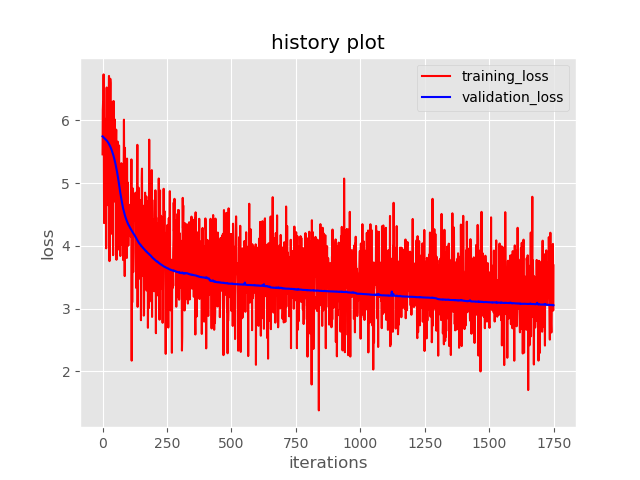 history plot
training_loss
validation_loss
6
5
4
3
2
loss
0 250 500 750 1000 1250 1500 1750
iterations